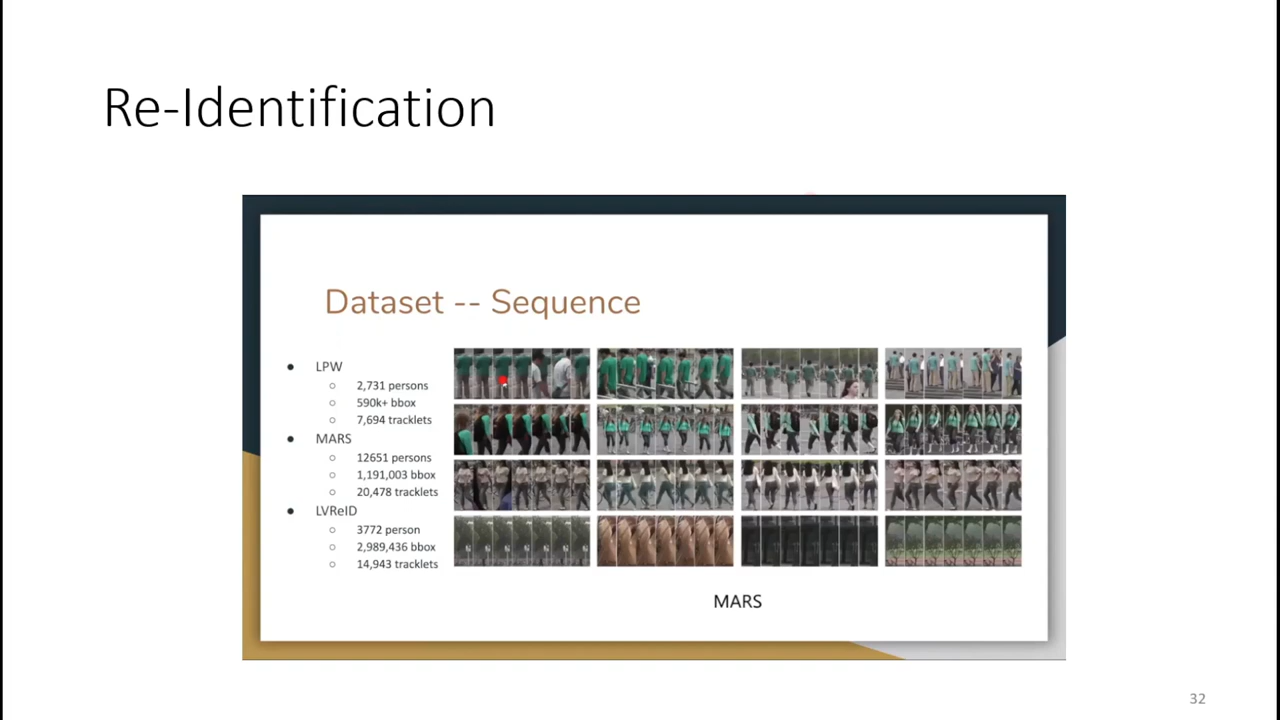 Re-Identification
Dataset -- Sequence
LPW
2,731 persons
590k+ bbox
7,694 tracklets
MARS
12651 persons
1,191,003 bbox
20,478 tracklets
LVReID
3772 person
2,989,436 bbox
14,943 tracklets
MARS
32